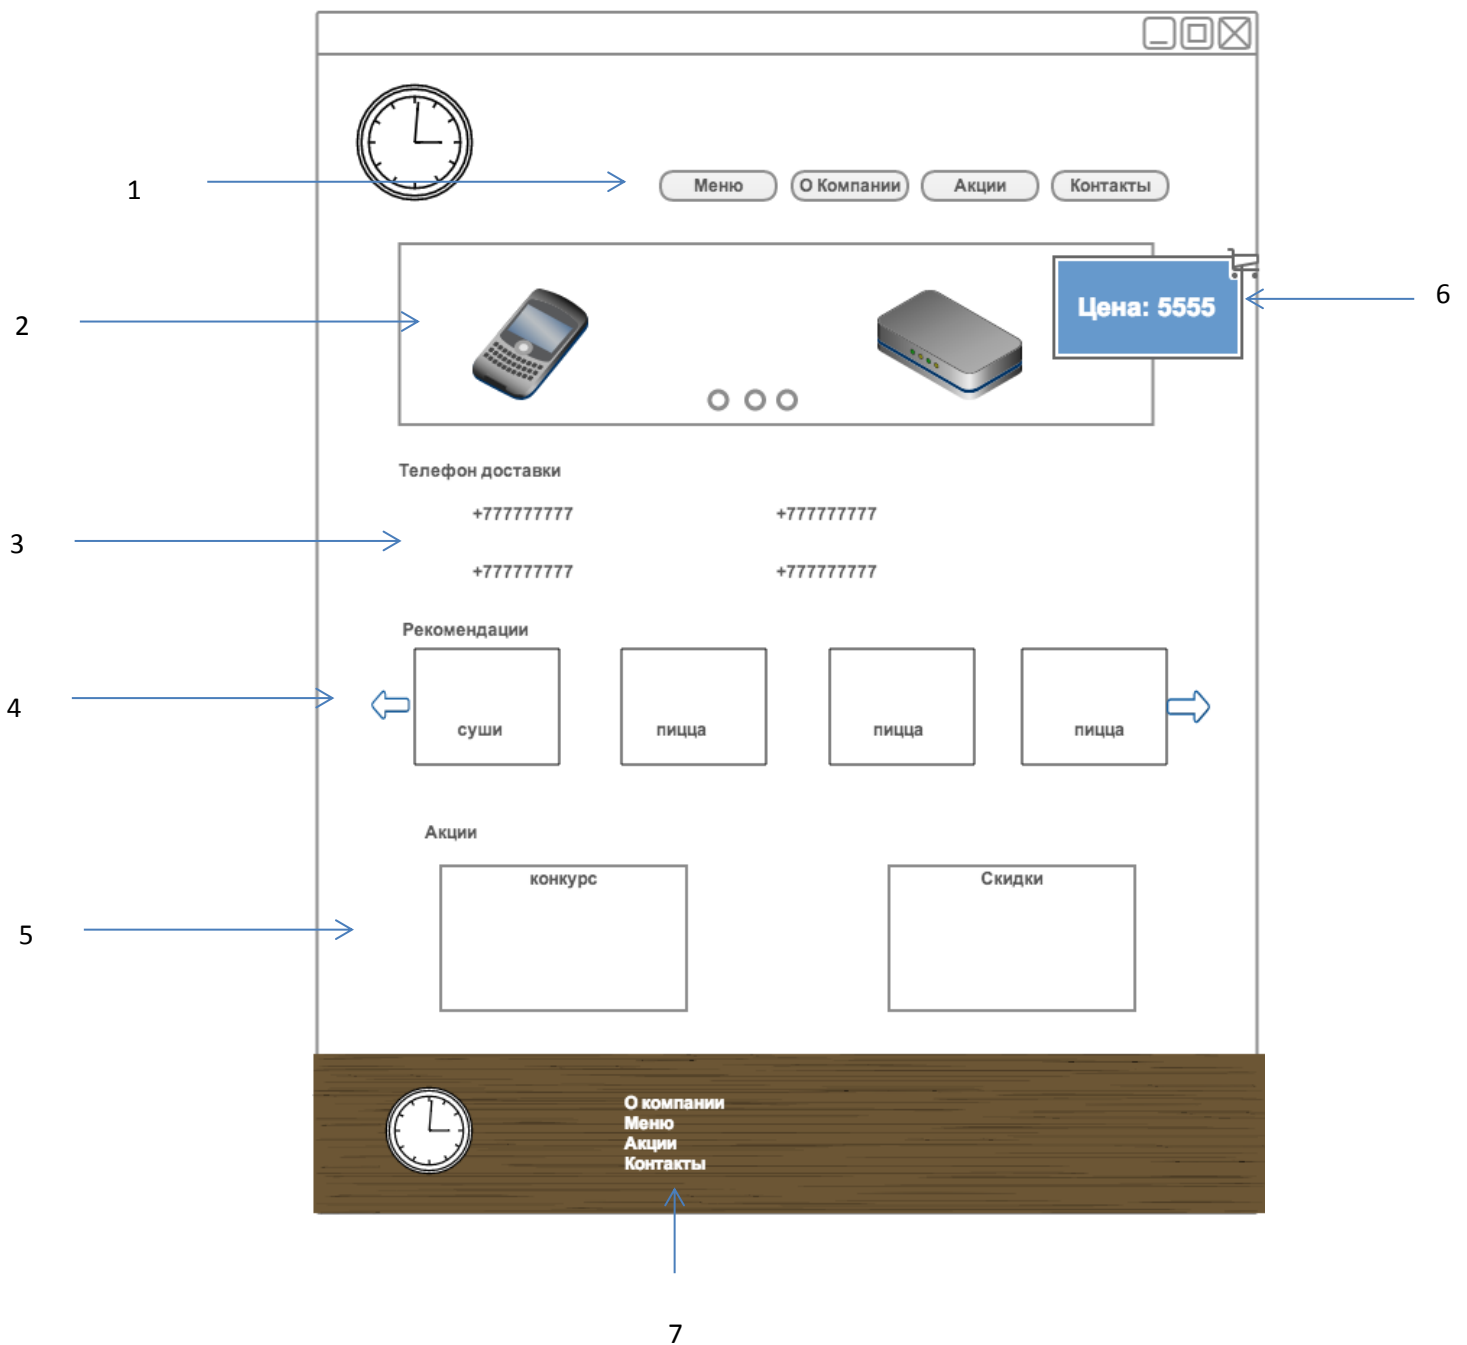 1
Меню О Компании Акции Контакты
6
Цена: 5555
2
Телефон доставки
+777777777 +777777777
3
+777777777 +777777777
Рекомендации
4
суши пицца пицца пицца
Акции
конкурс Скидки
5
О компании
Меню
Акции
Контакты
7